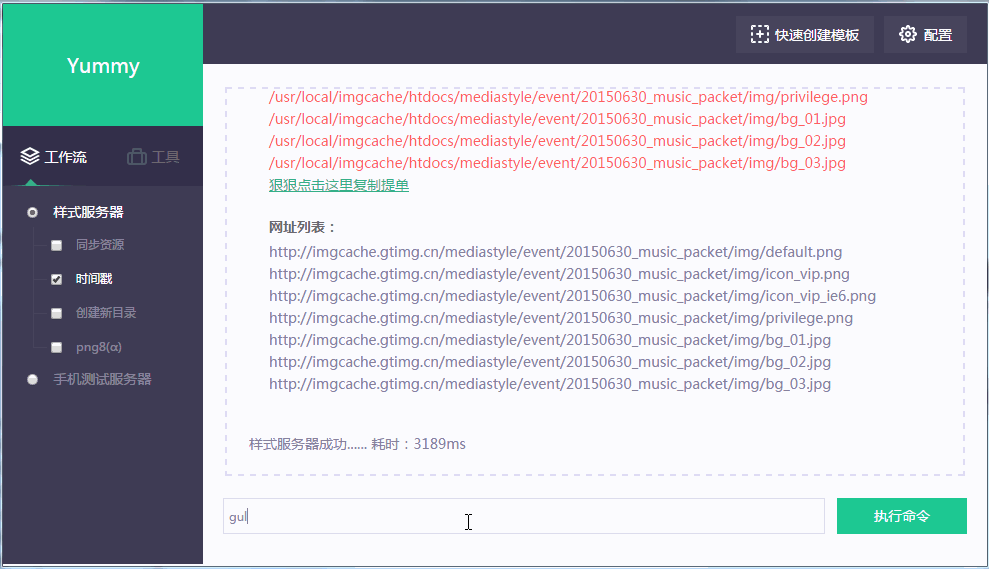 Yummy
快速创建模板
配置
工作流
工具
样式服务器
同步资源
时间戳
创建新目录
png8(α)
手机测试服务器
/usr/local/imgcache/htdocs/mediastyle/event/20150630_music_packet/img/privilege.png
/usr/local/imgcache/htdocs/mediastyle/event/20150630_music_packet/img/bg_01.jpg
/usr/local/imgcache/htdocs/mediastyle/event/20150630_music_packet/img/bg_02.jpg
/usr/local/imgcache/htdocs/mediastyle/event/20150630_music_packet/img/bg_03.jpg
狠狠点击这里复制提单
网址列表：
http://imgcache.gtimg.cn/mediastyle/event/20150630_music_packet/img/default.png
http://imgcache.gtimg.cn/mediastyle/event/20150630_music_packet/img/icon_vip.png
http://imgcache.gtimg.cn/mediastyle/event/20150630_music_packet/img/icon_vip_ie6.png
http://imgcache.gtimg.cn/mediastyle/event/20150630_music_packet/img/privilege.png
http://imgcache.gtimg.cn/mediastyle/event/20150630_music_packet/img/bg_01.jpg
http://imgcache.gtimg.cn/mediastyle/event/20150630_music_packet/img/bg_02.jpg
http://imgcache.gtimg.cn/mediastyle/event/20150630_music_packet/img/bg_03.jpg
样式服务器成功...... 耗时：3189ms
gul
执行命令